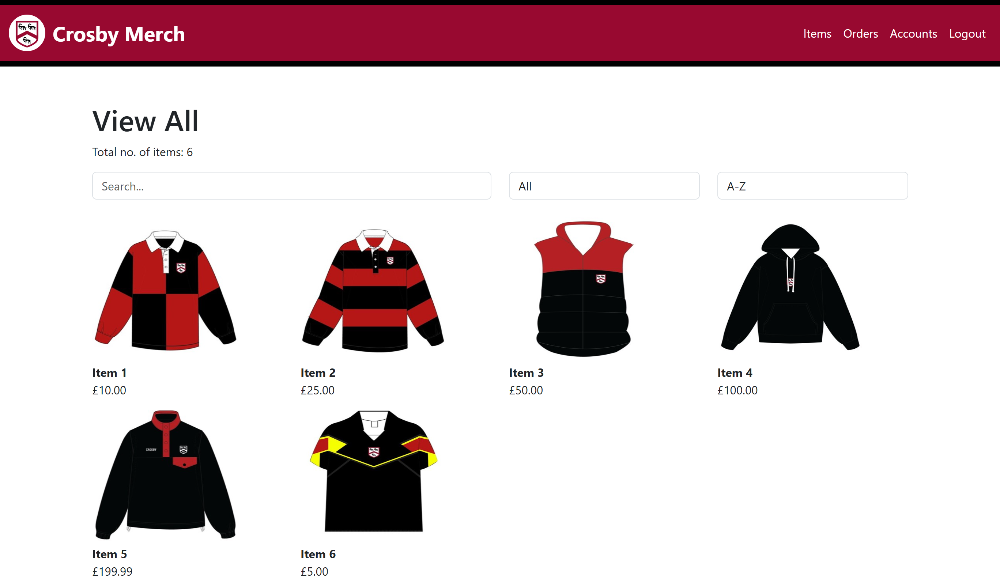 Crosby Merch
Items Orders Accounts Logout
View All
Total no. of items: 6
Search...
All
A-Z
Item 1
£10.00
Item 2
£25.00
Item 3
£50.00
Item 4
£100.00
CROSBY
Item 5
£199.99
Item 6
£5.00